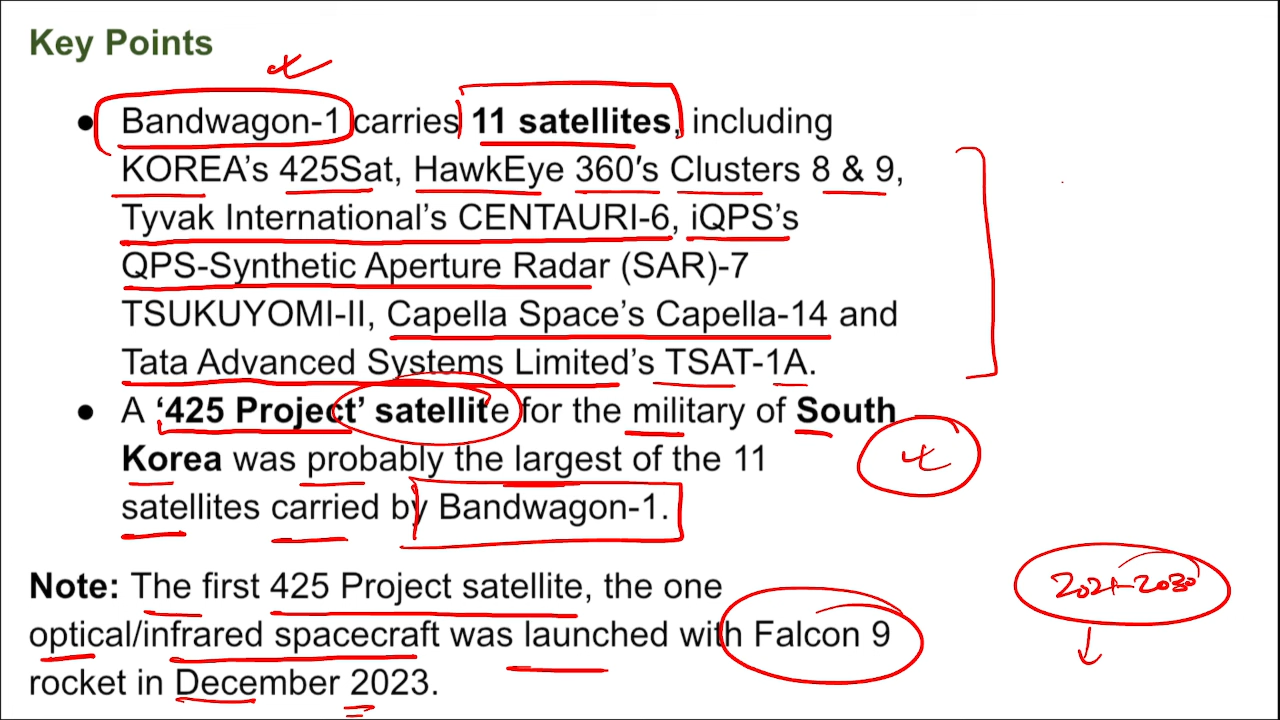 Key Points
● Bandwagon-1 carries 11 satellites, including
KOREA's 425Sat, HawkEye 360's Clusters 8 & 9,
Tyvak International's CENTAURI-6, iQPS's
QPS-Synthetic Aperture Radar (SAR)-7
TSUKUYOMI-II, Capella Space's Capella-14 and
Tata Advanced Systems Limited's TSAT-1A.
● A ‘425 Project’ satellite for the military of South
Korea was probably the largest of the 11
satellites carried by Bandwagon-1.
Note: The first 425 Project satellite, the one
optical/infrared spacecraft was launched with Falcon 9
rocket in December 2023.
2021-2030